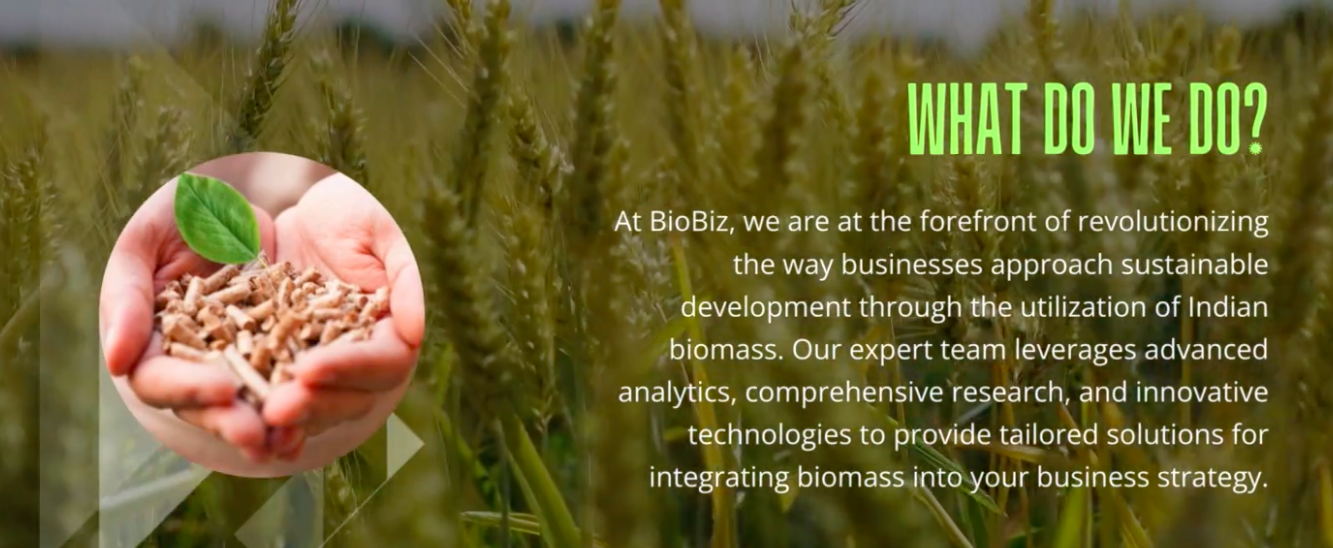 WHAT DO WE DO?
At BioBiz, we are at the forefront of revolutionizing
the way businesses approach sustainable
development through the utilization of Indian
biomass. Our expert team leverages advanced
analytics, comprehensive research, and innovative
technologies to provide tailored solutions for
integrating biomass into your business strategy.